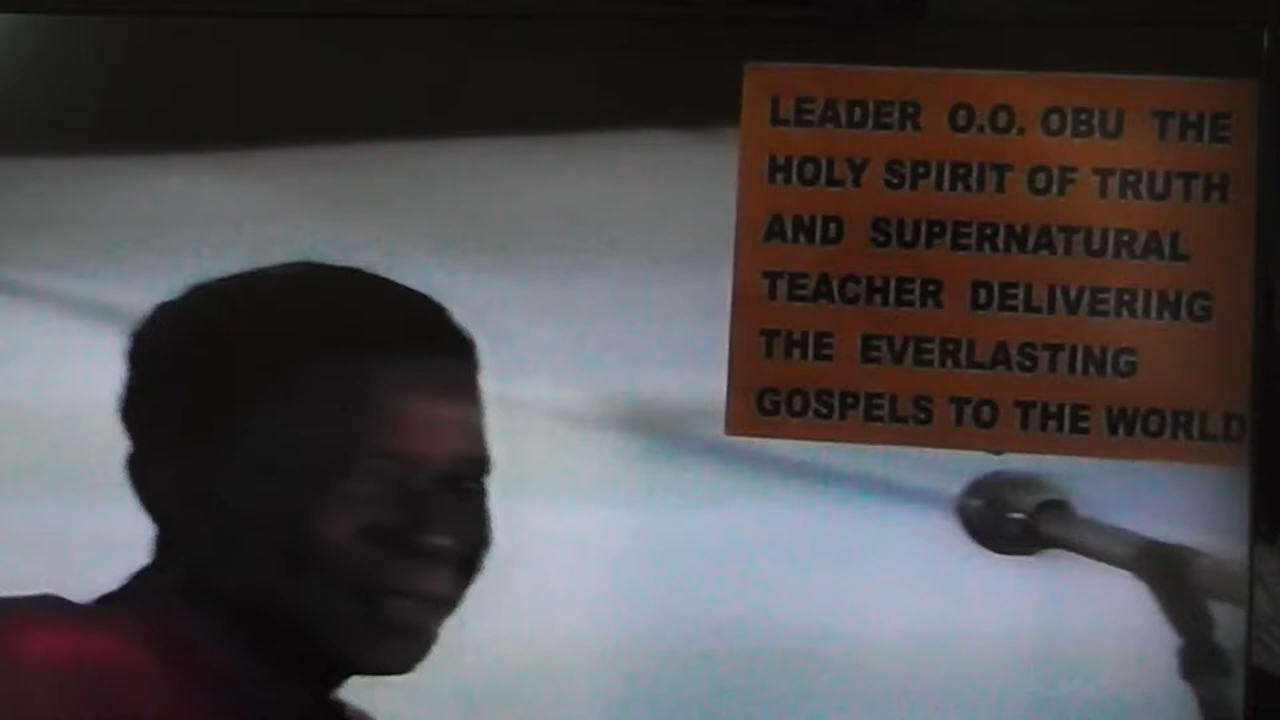 LEADER O.O. OBU THE
HOLY SPIRIT OF TRUTH
AND SUPERNATURAL
TEACHER DELIVERING
THE EVERLASTING
GOSPELS TO THE WORLD